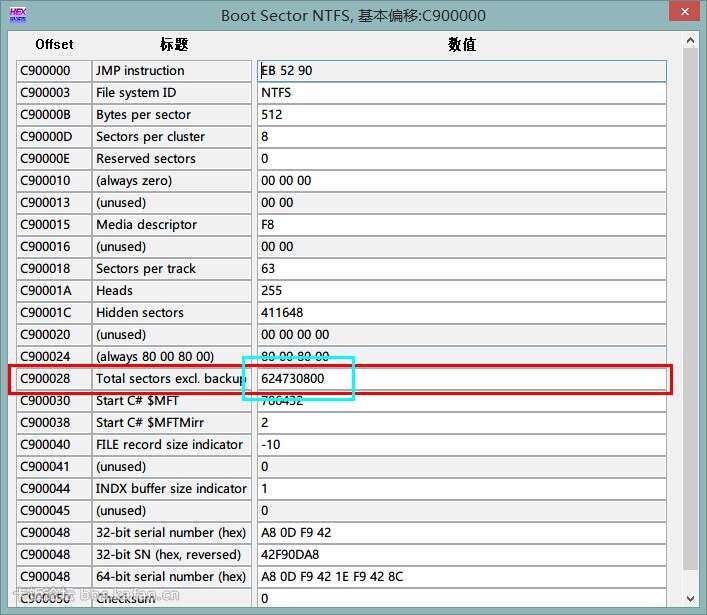 Boot Sector NTFS, 基本偏移:C900000
Offset 标题 数值
C900000 JMP instruction EB 52 90
C900003 File system ID NTFS
C90000B Bytes per sector 512
C90000D Sectors per cluster 8
C90000E Reserved sectors 0
C900010 (always zero) 00 00 00
C900013 (unused) 00 00
C900015 Media descriptor F8
C900016 (unused) 00 00
C900018 Sectors per track 63
C90001A Heads 255
C90001C Hidden sectors 411648
C900020 (unused) 00 00 00 00
C900024 (always 80 00 80 00) 80 00 80 00
C900028 Total sectors excl. backup 624730800
C900030 Start C# $MFT 786432
C900038 Start C# $MFTMirr 2
C900040 FILE record size indicator -10
C900041 (unused) 0
C900044 INDX buffer size indicator 1
C900045 (unused) 0
C900048 32-bit serial number (hex) A8 0D F9 42
C900048 32-bit SN (hex, reversed) 42F90DA8
C900048 64-bit serial number (hex) A8 0D F9 42 1E F9 42 8C
C900050 Checksum 0
卡饭论坛 bbs.kafan.cn